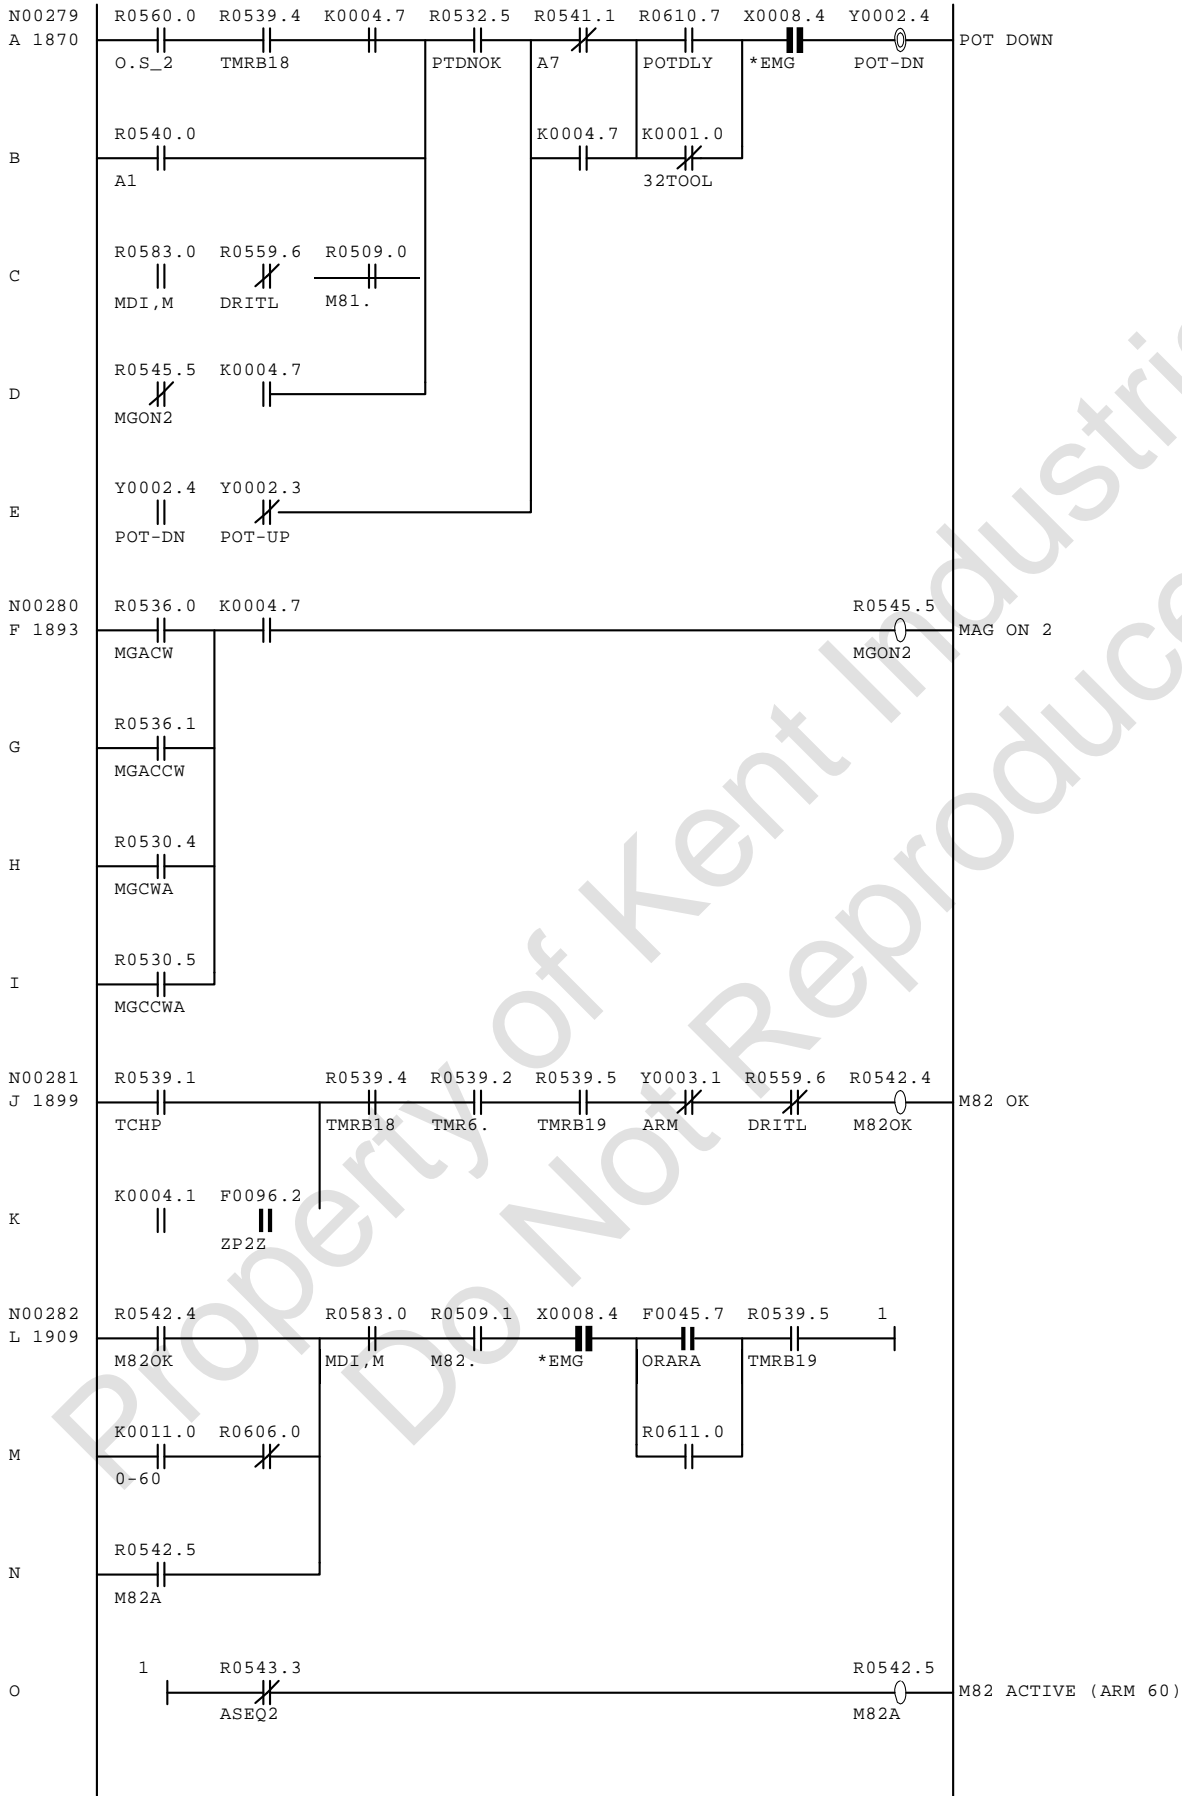 N00279 R0560.0 R0539.4 K0004.7 R0532.5 R0541.1 R0610.7 X0008.4 Y0002.4
A 1870 POT DOWN
O.S_2 TMRB18 PTDNOK A7 POTDLY *EMG POT-DN
R0540.0 K0004.7 K0001.0
B
A1 32TOOL
R0583.0 R0559.6 R0509.0
C
MDI,M DRITL M81.
R0545.5 K0004.7
D
MGON2
Y0002.4 Y0002.3
E
POT-DN POT-UP
N00280 R0536.0 K0004.7 R0545.5
F 1893 MAG ON 2
MGACW MGON2
R0536.1
G
MGACCW
R0530.4
H
MGCWA
R0530.5
I
MGCCWA
N00281 R0539.1 R0539.4 R0539.2 R0539.5 Y0003.1 R0559.6 R0542.4
J 1899 M82 OK
TCHP TMRB18 TMR6. TMRB19 ARM DRITL M82OK
K0004.1 F0096.2
K
ZP2Z
N00282 R0542.4 R0583.0 R0509.1 X0008.4 F0045.7 R0539.5 1
L 1909
M82OK MDI,M M82. *EMG ORARA TMRB19
K0011.0 R0606.0 R0611.0
M
0-60
R0542.5
N
M82A
1 R0543.3 R0542.5
O M82 ACTIVE (ARM 60)
ASEQ2 M82A
Property of Kent Industri
Do Not Reproduce